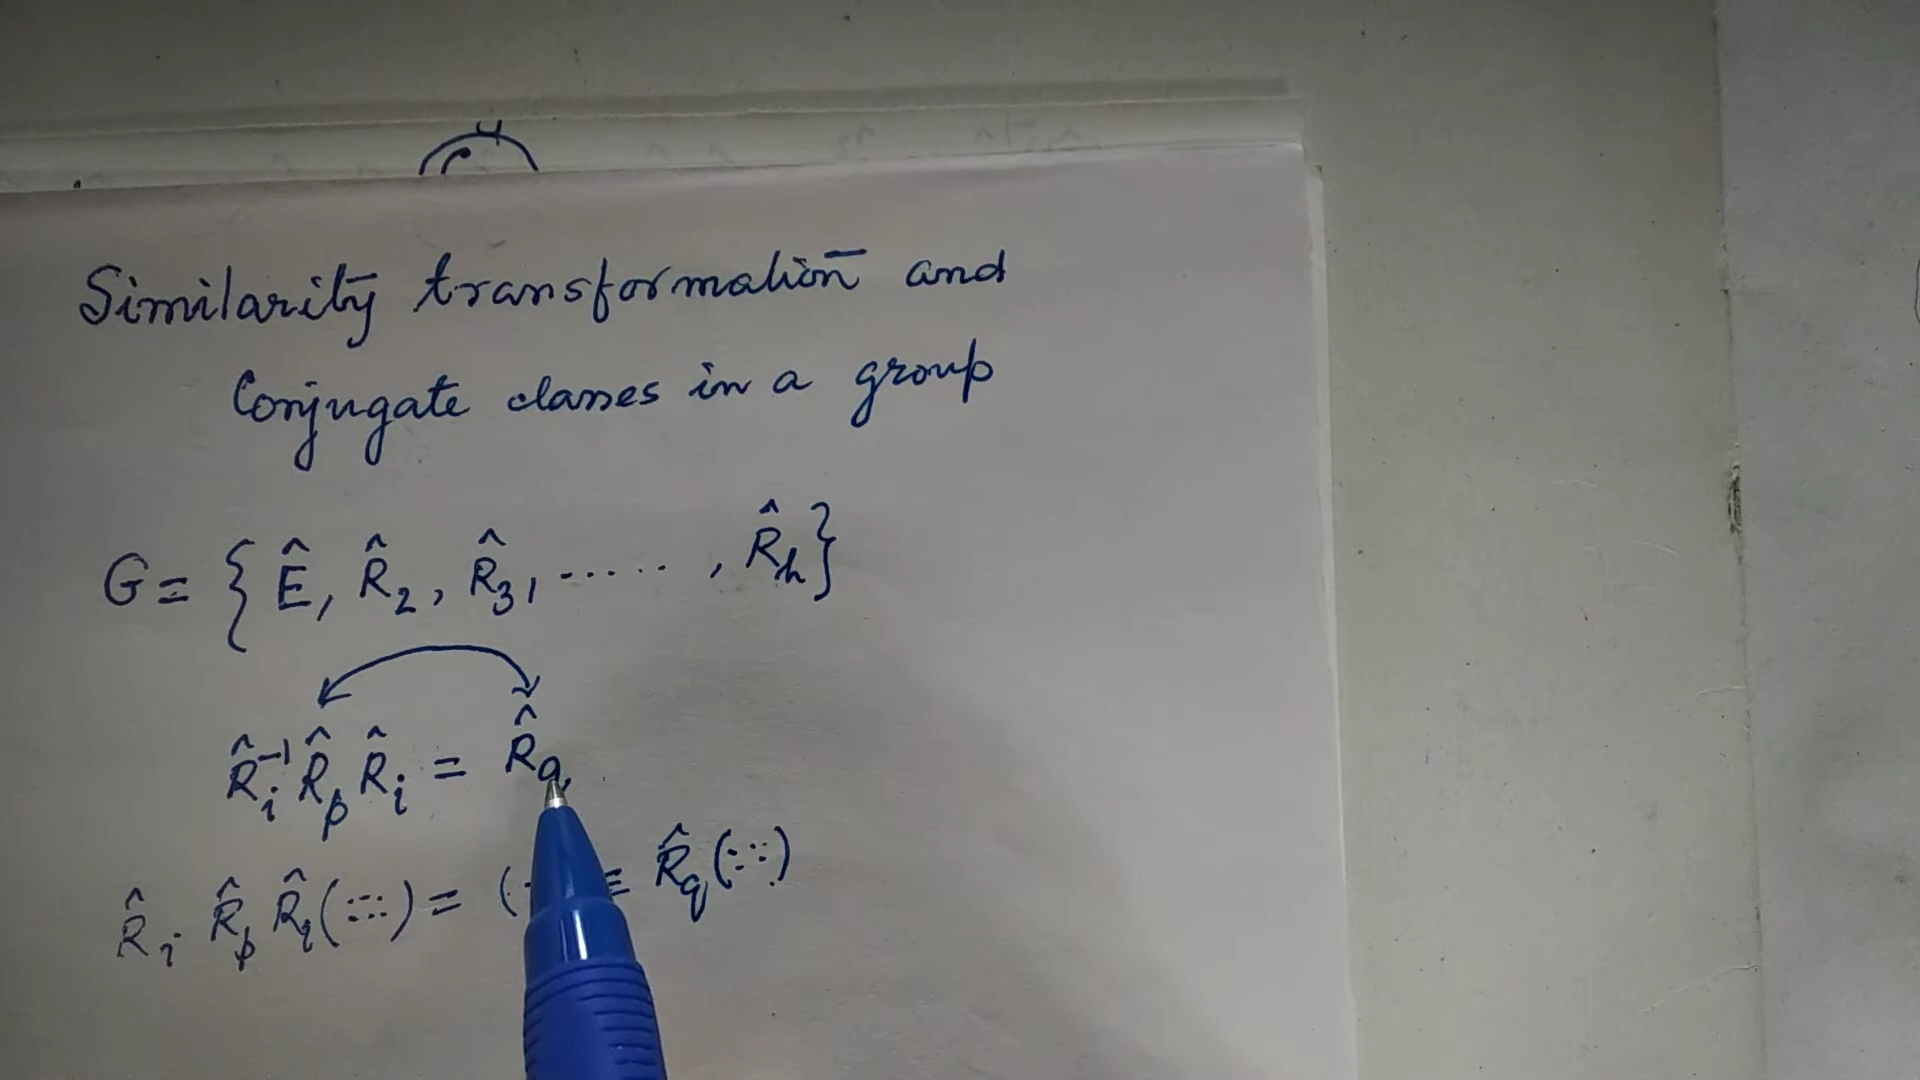 Similarity transformation and
Conjugate classes in a group
G = { Ê, R̂₂, R̂₃, ......, R̂ₕ }
R̂ᵢ⁻¹ R̂ₚ R̂ᵢ = R̂q
R̂ᵢ R̂ₚ R̂ᵢ (:::) = ( = R̂q (:::)